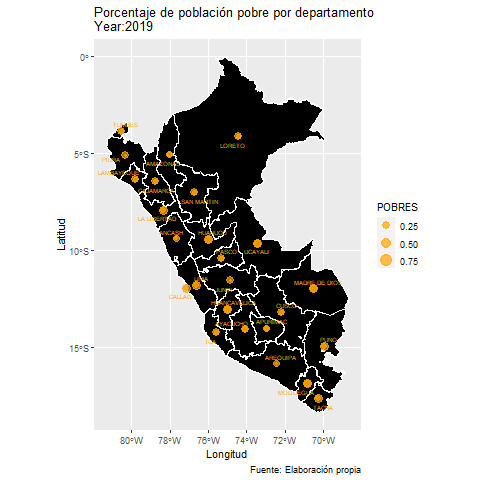 Porcentaje de población pobre por departamento
Year:2019
0°
TUMBES
LORETO
5°S
PIURA
AMAZONAS
LAMBAYEQUE
CAJAMARCA
SAN MARTIN
LA LIBERTAD
ANCASH
HUANUCO
UCAYALI
10°S
PASCO
LIMA
JUNIN
MADRE DE DIOS
CALLAO
HUANCAVELICA
CUSCO
AYACUCHO
APURIMAC
ICA
PUNO
15°S
AREQUIPA
MOQUEGUA
TACNA
80°W
78°W
76°W
74°W
72°W
70°W
Latitud
Longitud
POBRES
0.25
0.50
0.75
Fuente: Elaboración propia